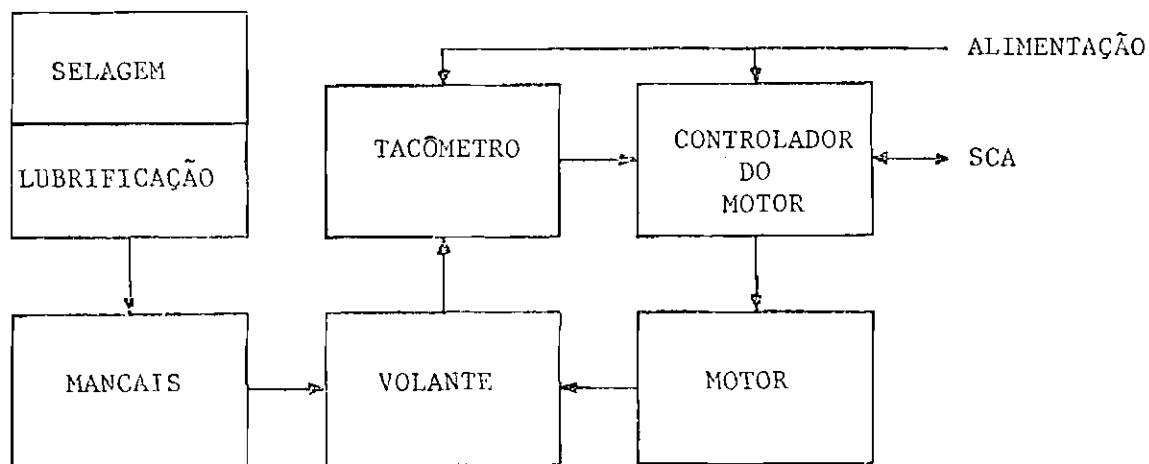 SELAGEM
LUBRIFICAÇÃO
TACÔMETRO
CONTROLADOR
DO
MOTOR
ALIMENTAÇÃO
SCA
MANCAIS
VOLANTE
MOTOR